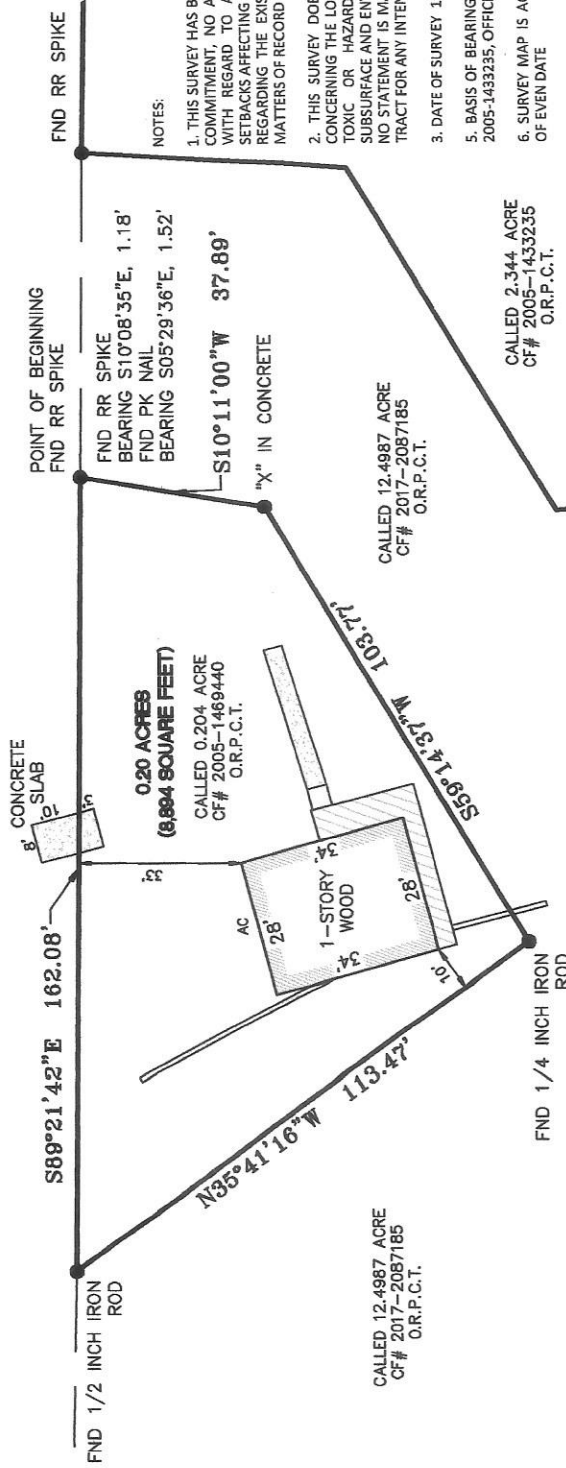 POINT OF BEGINNING
FND RR SPIKE
FND RR SPIKE
CONCRETE
SLAB
8'
10'
5'
S89°21'42"E 162.08'
FND 1/2 INCH IRON
ROD
FND RR SPIKE
BEARING S10°08'35"E, 1.18'
FND PK NAIL
BEARING S05°29'36"E, 1.52'
S10°11'00"W 37.89'
"X" IN CONCRETE
33'
0.20 ACRES
(8,894 SQUARE FEET)
CALLED 0.204 ACRE
CF# 2005-1469440
O.R.P.C.T.
AC
28'
34'
1-STORY
WOOD
34'
28'
10'
N35°41'16"W 113.47'
S59°14'37"W 103.77'
FND 1/4 INCH IRON
ROD
CALLED 12.4987 ACRE
CF# 2017-2087185
O.R.P.C.T.
CALLED 12.4987 ACRE
CF# 2017-2087185
O.R.P.C.T.
CALLED 2.344 ACRE
CF# 2005-1433235
O.R.P.C.T.
NOTES:
1. THIS SURVEY HAS B
COMMITMENT, NO A
WITH REGARD TO A
SETBACKS AFFECTING
REGARDING THE EXIS
MATTERS OF RECORD
2. THIS SURVEY DOE
CONCERNING THE LO
TOXIC OR HAZARD
SUBSURFACE AND EN
NO STATEMENT IS MA
TRACT FOR ANY INTEN
3. DATE OF SURVEY 1
5. BASIS OF BEARING
2005-1433235, OFFIC
6. SURVEY MAP IS AC
OF EVEN DATE